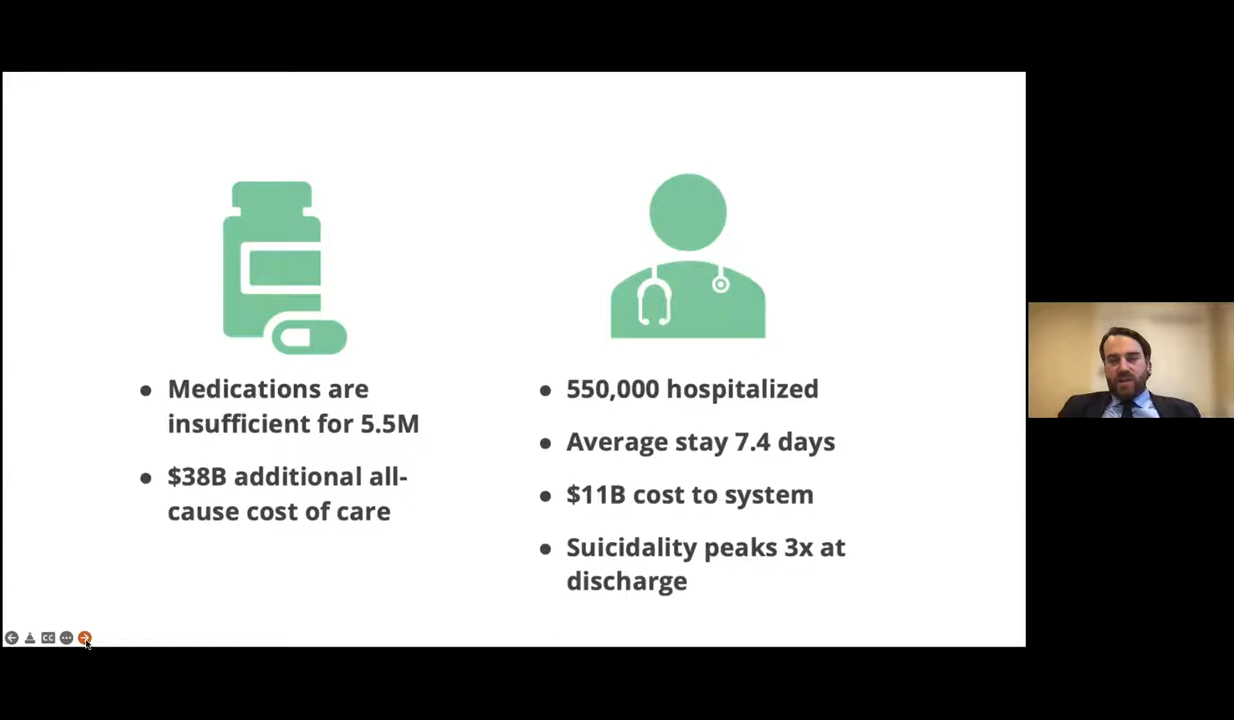 ● Medications are
insufficient for 5.5M
● $38B additional all-
cause cost of care
● 550,000 hospitalized
● Average stay 7.4 days
● $11B cost to system
● Suicidality peaks 3x at
discharge
CC